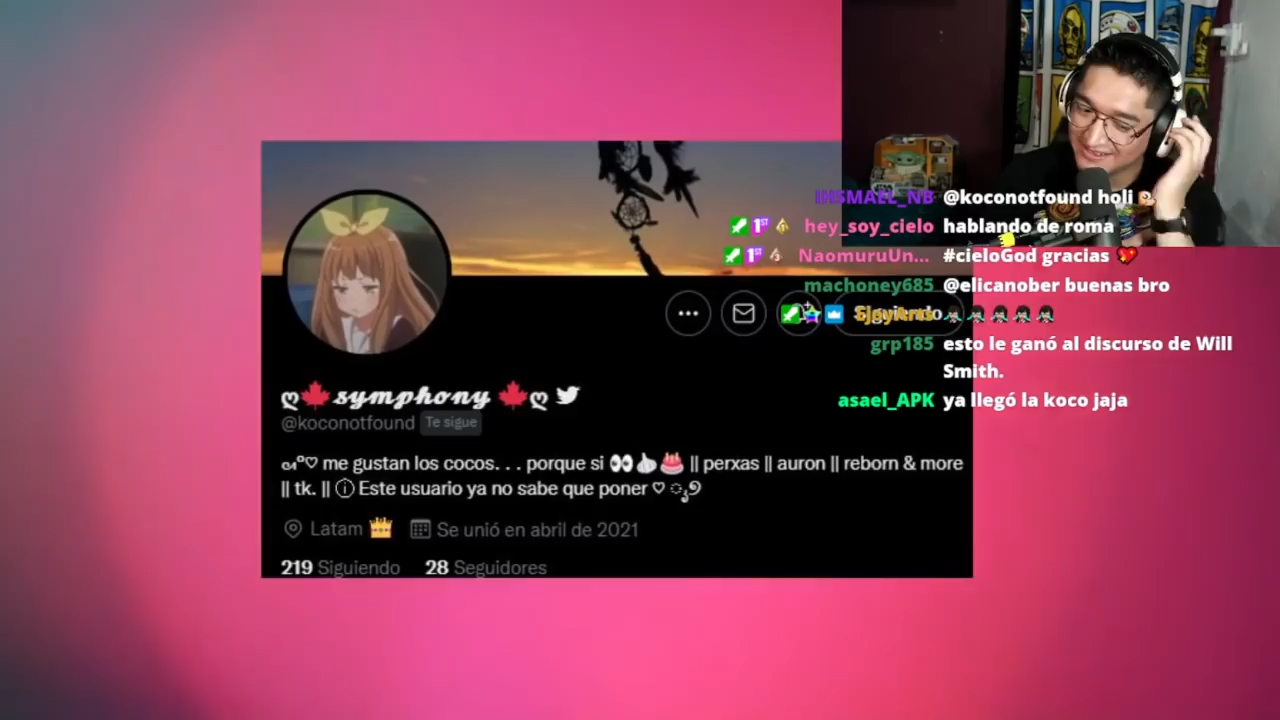 IHSMAEL_NB @koconotfound holi
hey_soy_cielo hablando de roma
NaomuruUn... #cieloGod gracias 💖
machoney685 @elicanober buenas bro
Siguiendo
grp185 esto le ganó al discurso de Will
Smith.
asael_APK ya llegó la koco jaja
ღ🍁𝓼𝔂𝓶𝓹𝓱𝓸𝓷𝔂 🍁ღ
@koconotfound Te sigue
me gustan los cocos. . . porque si 👀👍🎂 || perxas || auron || reborn & more
|| tk. || ⓘ Este usuario ya no sabe que poner ♡
Latam 👑 Se unió en abril de 2021
219 Siguiendo 28 Seguidores